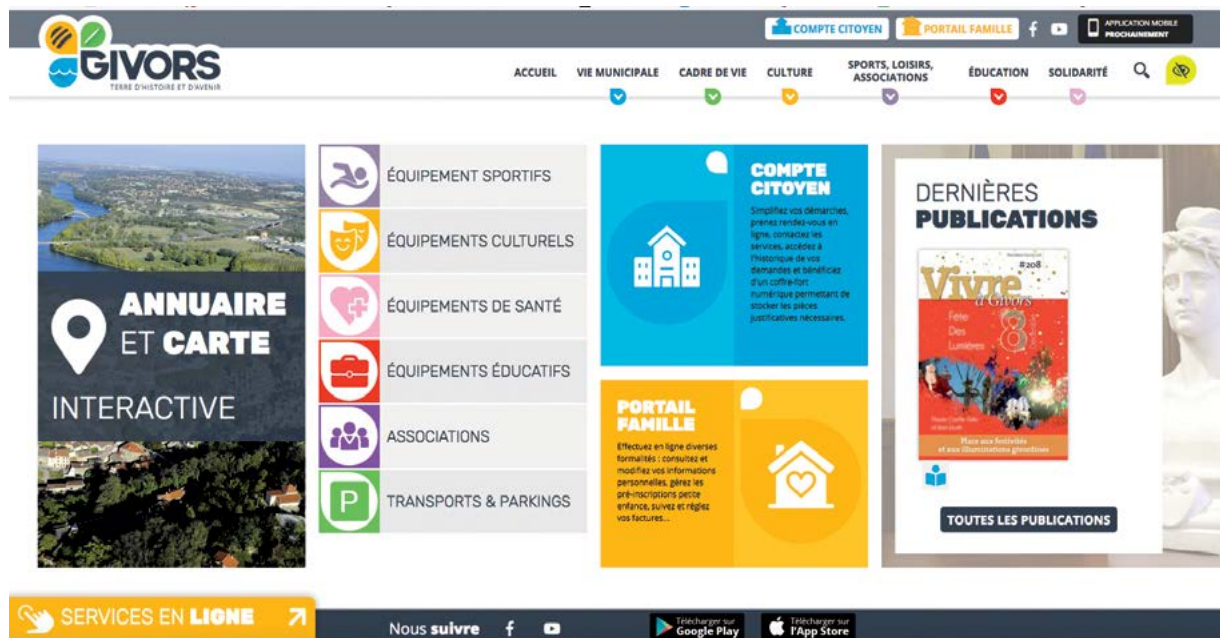 COMPTE CITOYEN
PORTAIL FAMILLE
APPLICATION MOBILE
PROCHAINEMENT
GIVORS
TERRE D'HISTOIRE ET D'AVENIR
ACCUEIL
VIE MUNICIPALE
CADRE DE VIE
CULTURE
SPORTS, LOISIRS,
ASSOCIATIONS
ÉDUCATION
SOLIDARITÉ
ANNUAIRE
ET CARTE
INTERACTIVE
ÉQUIPEMENT SPORTIFS
ÉQUIPEMENTS CULTURELS
ÉQUIPEMENTS DE SANTÉ
ÉQUIPEMENTS ÉDUCATIFS
ASSOCIATIONS
P
TRANSPORTS & PARKINGS
COMPTE
CITOYEN
Simplifiez vos démarches,
prenez rendez-vous en
ligne, contactez les
services, accédez à
l'historique de vos
demandes et bénéficiez
d'un coffre-fort
numérique permettant de
stocker les pièces
justificatives nécessaires.
PORTAIL
FAMILLE
Effectuez en ligne diverses
formalités : consultez et
modifiez vos informations
personnelles, gérez les
pré-inscriptions petite
enfance, suivez et réglez
vos factures...
DERNIÈRES
PUBLICATIONS
#208
Vivre
à Givors
Fête
Des
Lumières
8
Place aux festivités
et aux illuminations givordines
TOUTES LES PUBLICATIONS
SERVICES EN LIGNE
Nous suivre
Télécharger sur
Google Play
Télécharger sur
l'App Store